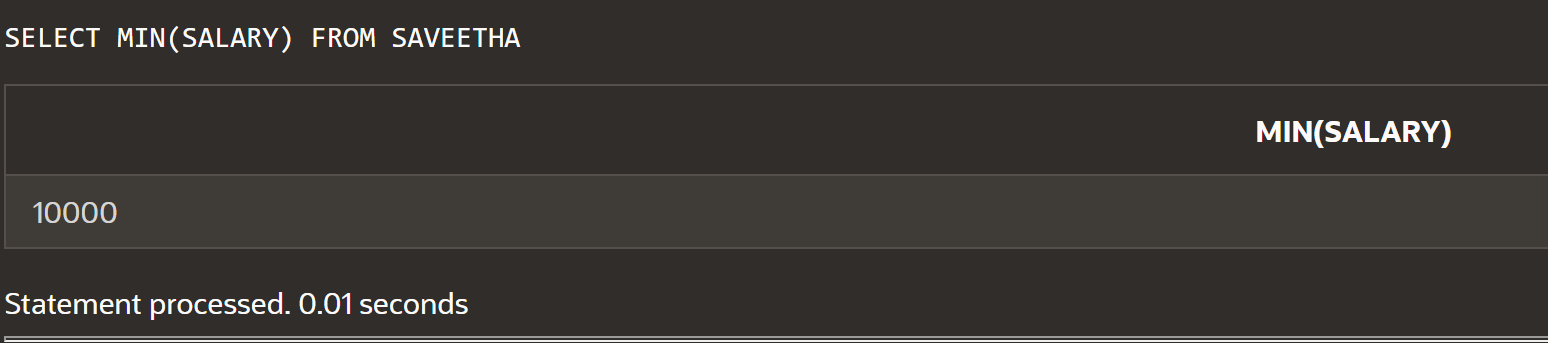 SELECT MIN(SALARY) FROM SAVEETHA
MIN(SALARY)
10000
Statement processed. 0.01 seconds